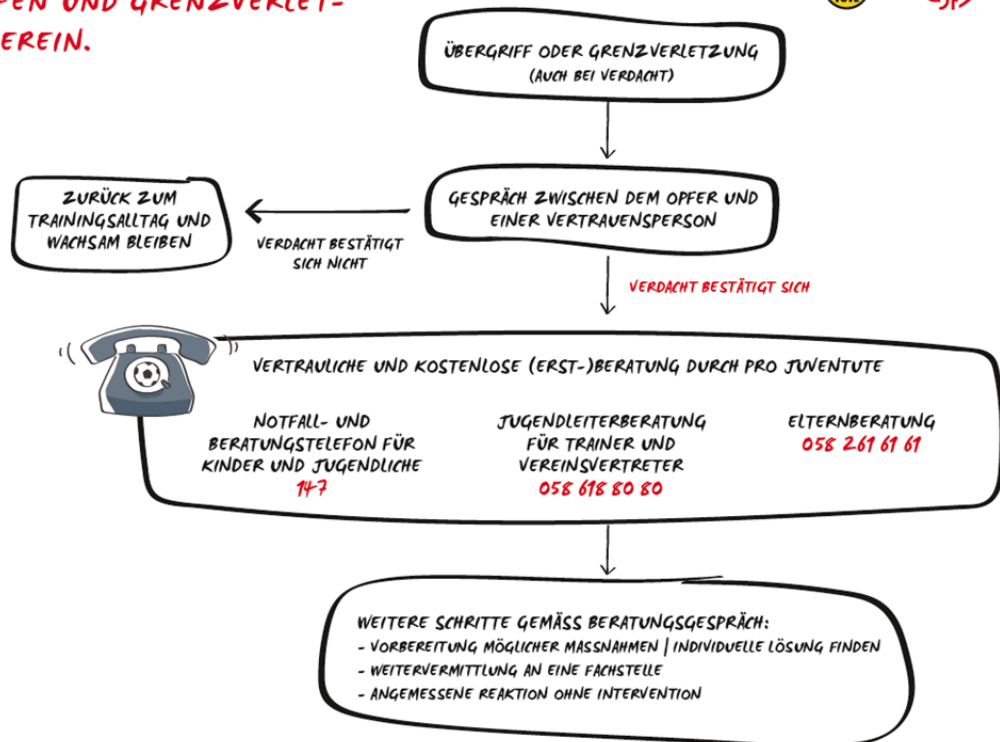 FEN UND GRENZVERLET-
EREIN.
ÜBERGRIFF ODER GRENZVERLETZUNG
(AUCH BEI VERDACHT)
GESPRÄCH ZWISCHEN DEM OPFER UND
EINER VERTRAUENSPERSON
ZURÜCK ZUM
TRAININGSALLTAG UND
WACHSAM BLEIBEN
VERDACHT BESTÄTIGT
SICH NICHT
VERDACHT BESTÄTIGT SICH
VERTRAULICHE UND KOSTENLOSE (ERST-)BERATUNG DURCH PRO JUVENTUTE
NOTFALL- UND
BERATUNGSTELEFON FÜR
KINDER UND JUGENDLICHE
147
JUGENDLEITERBERATUNG
FÜR TRAINER UND
VEREINSVERTRETER
058 618 80 80
ELTERNBERATUNG
058 261 61 61
WEITERE SCHRITTE GEMÄSS BERATUNGSGESPRÄCH:
- VORBEREITUNG MÖGLICHER MASSNAHMEN | INDIVIDUELLE LÖSUNG FINDEN
- WEITERVERMITTLUNG AN EINE FACHSTELLE
- ANGEMESSENE REAKTION OHNE INTERVENTION